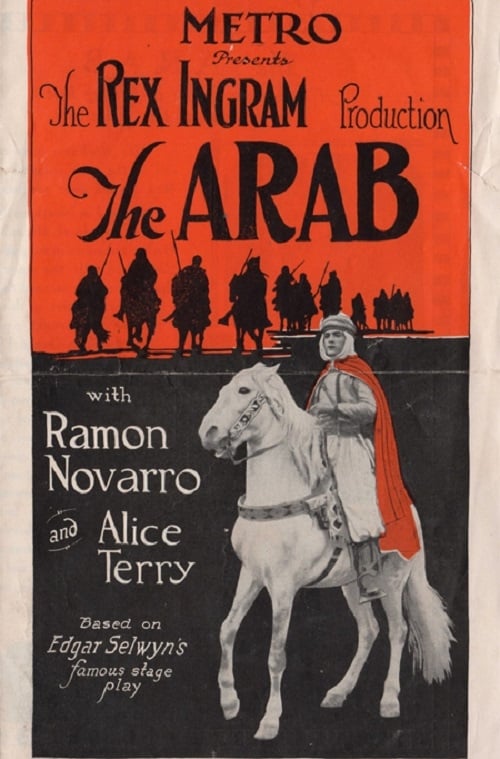 METRO
Presents
The REX INGRAM Production
The ARAB
with
Ramon
Novarro
and Alice
Terry
Based on
Edgar Selwyn's
famous stage
play